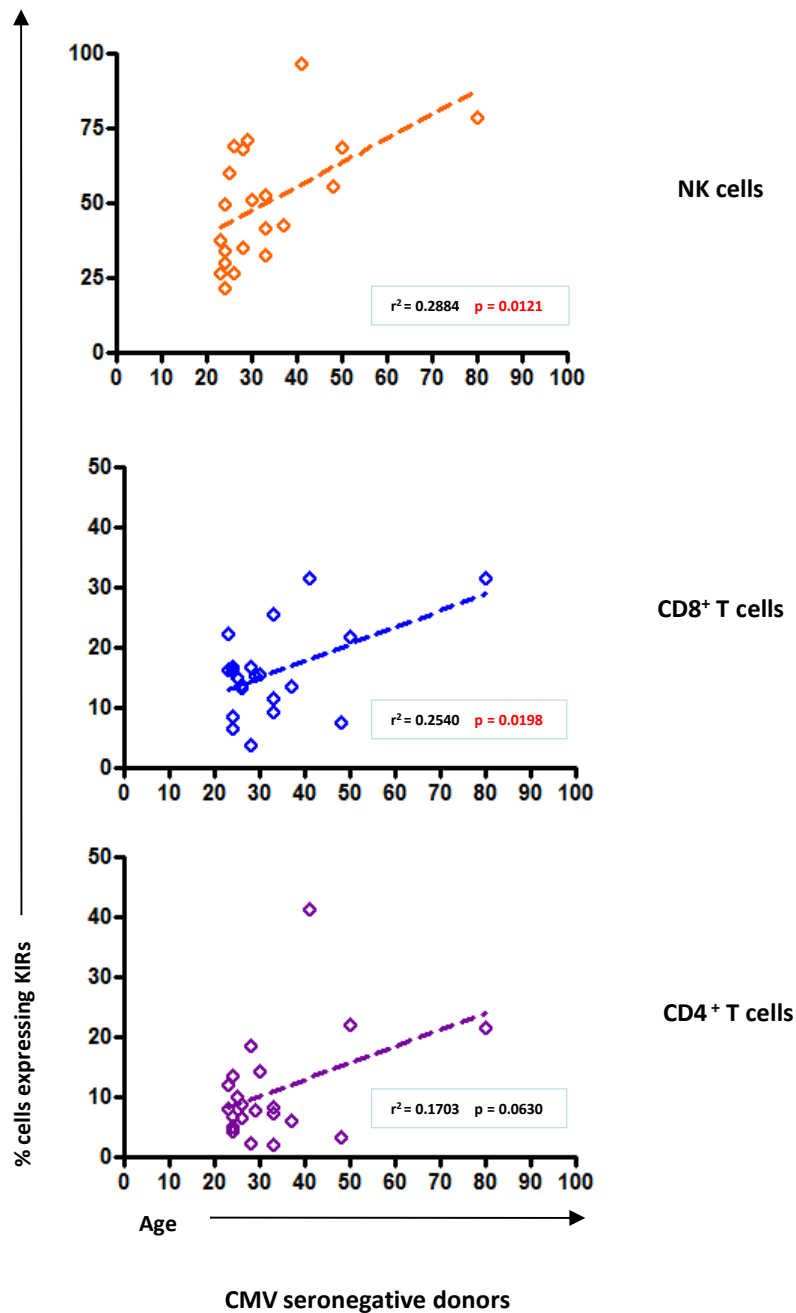 100
75
50
25
0
0 10 20 30 40 50 60 70 80 90 100
r² = 0.2884 p = 0.0121
NK cells
50
40
30
20
10
0
0 10 20 30 40 50 60 70 80 90 100
r² = 0.2540 p = 0.0198
CD8⁺ T cells
50
40
30
20
10
0
0 10 20 30 40 50 60 70 80 90 100
r² = 0.1703 p = 0.0630
CD4 ⁺ T cells
% cells expressing KIRs
Age
CMV seronegative donors